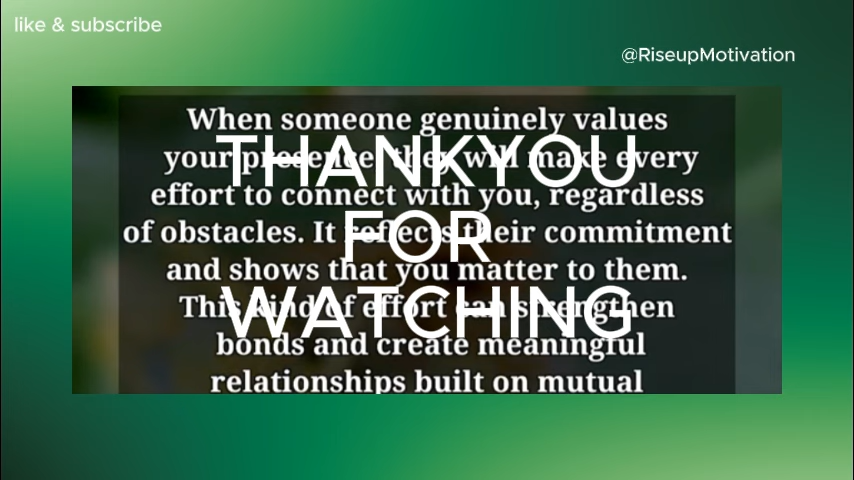 like & subscribe
@RiseupMotivation
When someone genuinely values
your presence, they will make every
effort to connect with you, regardless
of obstacles. It reflects their commitment
and shows that you matter to them.
This kind of effort can strengthen
bonds and create meaningful
relationships built on mutual
THANKYOU
FOR
WATCHING